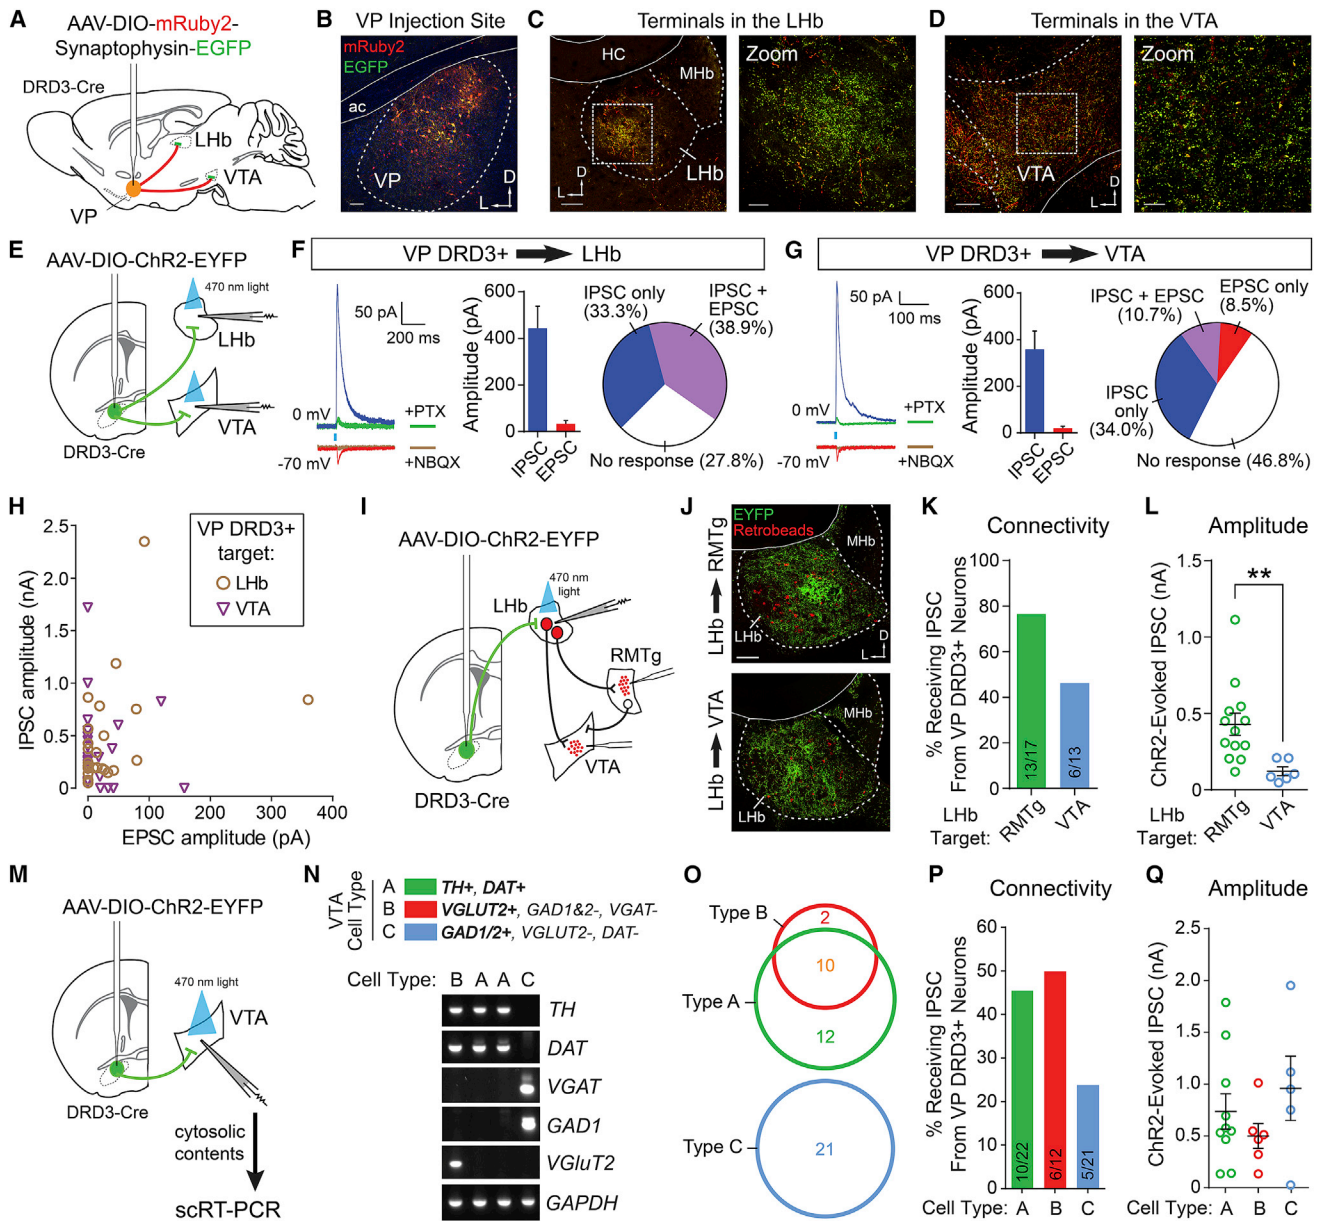 A
AAV-DIO-mRuby2-
Synaptophysin-EGFP
DRD3-Cre
LHb
VTA
VP
B
VP Injection Site
mRuby2
EGFP
ac
VP
D
L
C
Terminals in the LHb
HC
MHb
LHb
D
L
Zoom
D
Terminals in the VTA
VTA
D
L
Zoom
E
AAV-DIO-ChR2-EYFP
470 nm light
LHb
VTA
DRD3-Cre
F
VP DRD3+ LHb
50 pA
200 ms
0 mV
+PTX
-70 mV
+NBQX
Amplitude (pA)
600
400
200
0
IPSC
EPSC
IPSC only
(33.3%)
IPSC +
EPSC
(38.9%)
No response (27.8%)
G
VP DRD3+ VTA
50 pA
100 ms
0 mV
+PTX
-70 mV
+NBQX
Amplitude (pA)
600
400
200
0
IPSC
EPSC
IPSC + EPSC
(10.7%)
EPSC only
(8.5%)
IPSC
only
(34.0%)
No response (46.8%)
H
IPSC amplitude (nA)
2.5
2.0
1.5
1.0
0.5
0
0 100 200 300 400
EPSC amplitude (pA)
VP DRD3+
target:
LHb
VTA
I
AAV-DIO-ChR2-EYFP
470 nm
light
LHb
RMTg
VTA
DRD3-Cre
J
LHb RMTg
EYFP
Retrobeads
MHb
LHb
D
L
LHb VTA
MHb
LHb
K
Connectivity
% Receiving IPSC
From VP DRD3+ Neurons
100
80
60
40
20
0
13/17
6/13
LHb
Target:
RMTg
VTA
L
Amplitude
ChR2-Evoked IPSC (nA)
1.5
1.0
0.5
0
**
LHb
Target:
RMTg
VTA
M
AAV-DIO-ChR2-EYFP
470 nm light
VTA
DRD3-Cre
cytosolic
contents
scRT-PCR
N
VTA
Cell Type
A TH+, DAT+
B VGLUT2+, GAD1&2-, VGAT-
C GAD1/2+, VGLUT2-, DAT-
Cell Type: B A A C
TH
DAT
VGAT
GAD1
VGluT2
GAPDH
O
Type B
2
10
Type A
12
Type C
21
P
Connectivity
% Receiving IPSC
From VP DRD3+ Neurons
60
50
40
30
20
10
0
10/22
6/12
5/21
Cell Type: A B C
Q
Amplitude
ChR2-Evoked IPSC (nA)
2.5
2.0
1.5
1.0
0.5
0
Cell Type: A B C